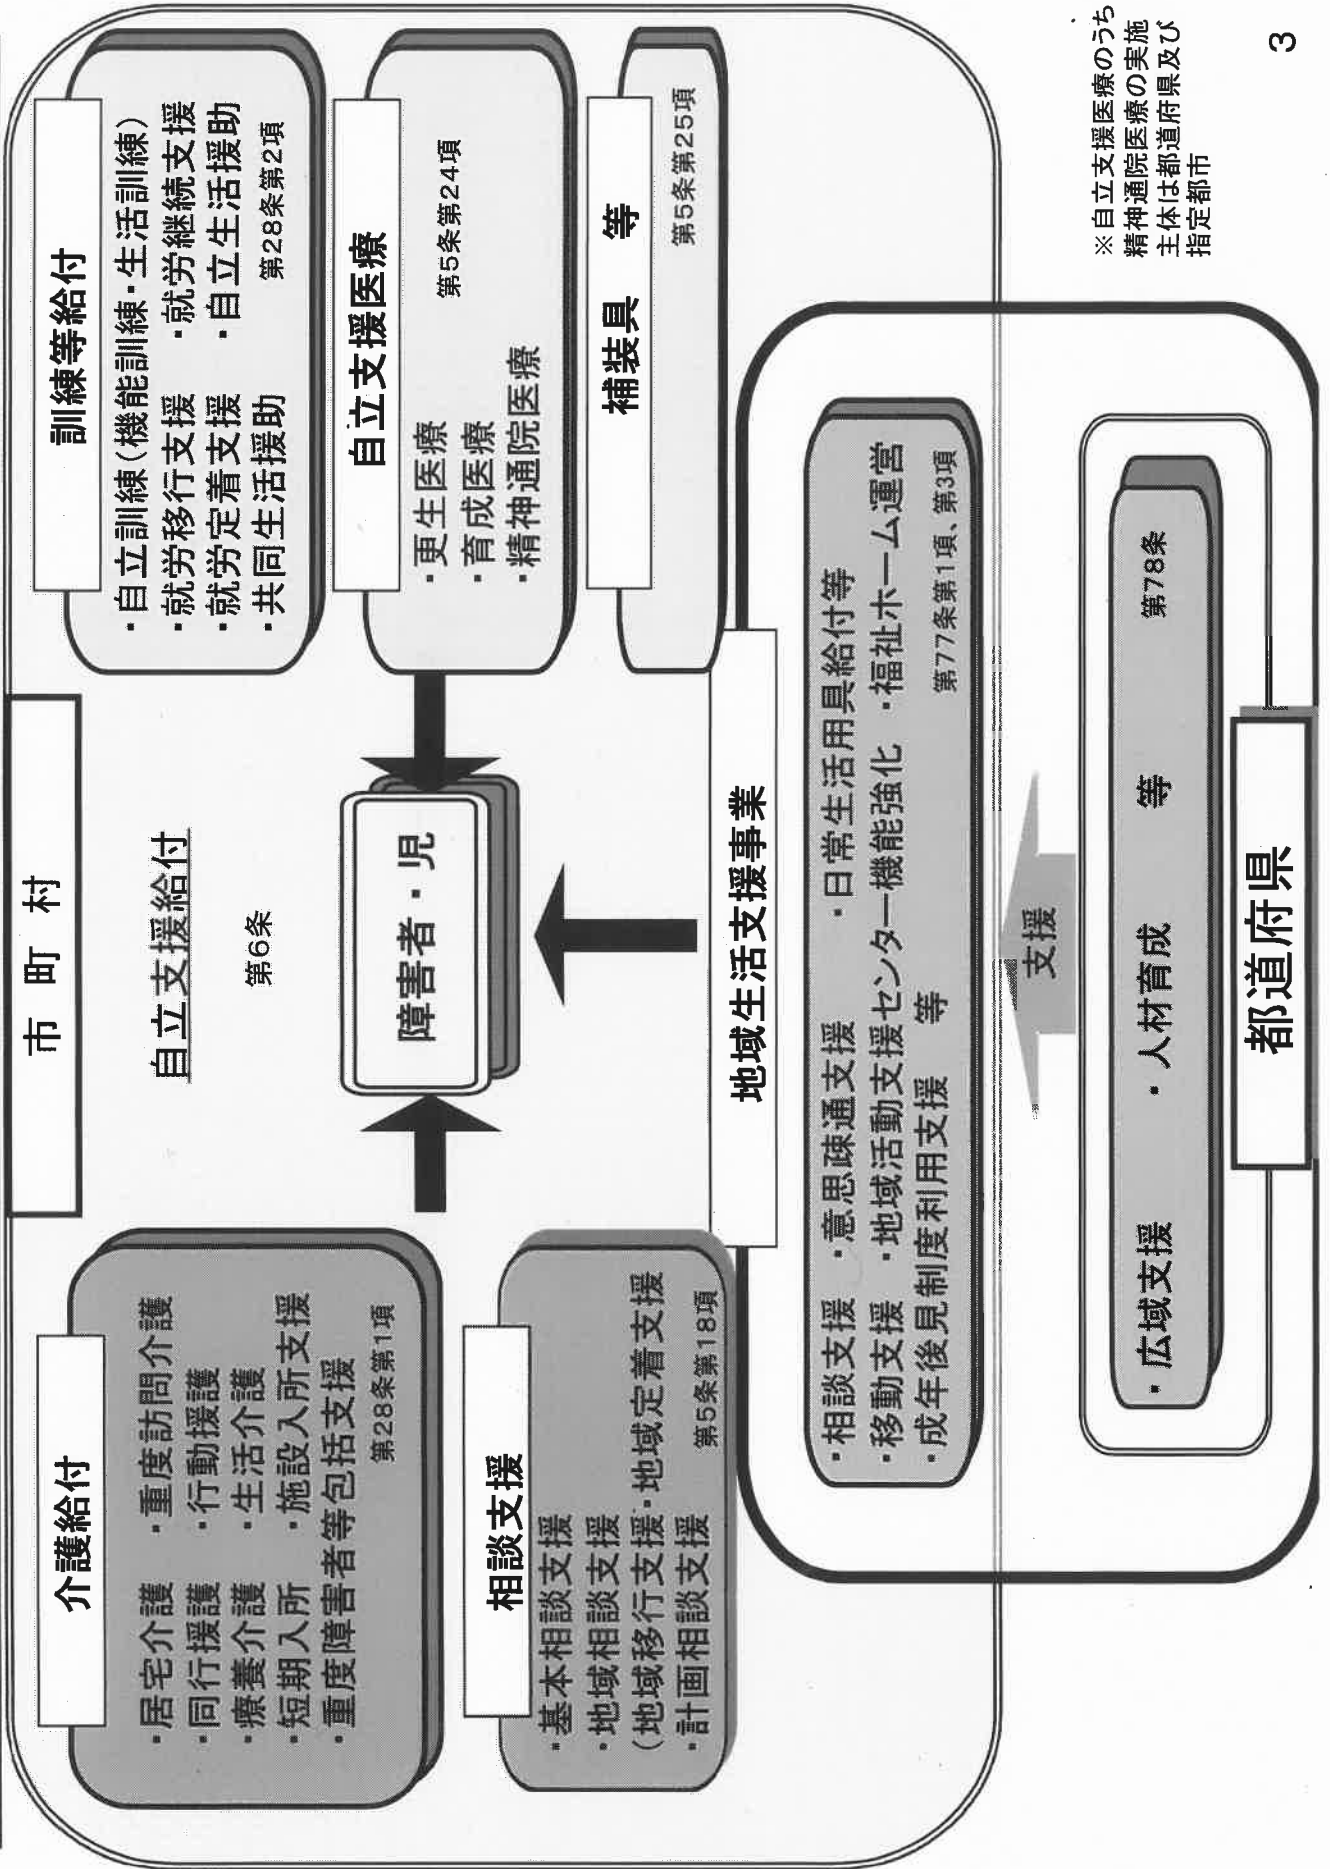 市 町 村
介護給付
・居宅介護 ・重度訪問介護
・同行援護 ・行動援護
・療養介護 ・生活介護
・短期入所 ・施設入所支援
・重度障害者等包括支援
第28条第1項
相談支援
・基本相談支援
・地域相談支援
(地域移行支援・地域定着支援
・計画相談支援
第5条第18項
自立支援給付
第6条
障害者・児
訓練等給付
・自立訓練(機能訓練・生活訓練)
・就労移行支援 ・就労継続支援
・就労定着支援 ・自立生活援助
・共同生活援助
第28条第2項
自立支援医療
・更生医療
・育成医療
・精神通院医療
第5条第24項
補装具 等
第5条第25項
地域生活支援事業
・相談支援 ・意思疎通支援 ・日常生活用具給付等
・移動支援 ・地域活動支援センター機能強化 ・福祉ホーム運営
・成年後見制度利用支援 等
第77条第1項、第3項
支援
・広域支援 ・人材育成 等
第78条
都道府県
※自立支援医療のうち
精神通院医療の実施
主体は都道府県及び
指定都市
3